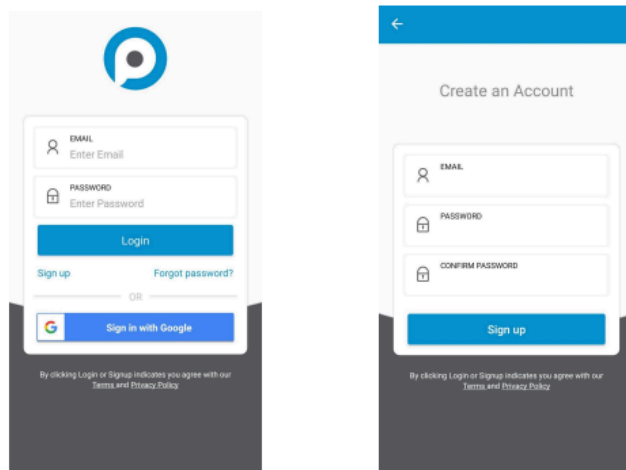 EMAIL
Enter Email
PASSWORD
Enter Password
Login
Sign up
Forgot password?
OR
Sign in with Google
By clicking Login or Signup indicates you agree with our
Terms and Privacy Policy
Create an Account
EMAIL
PASSWORD
CONFIRM PASSWORD
Sign up
By clicking Login or Signup indicates you agree with our
Terms and Privacy Policy